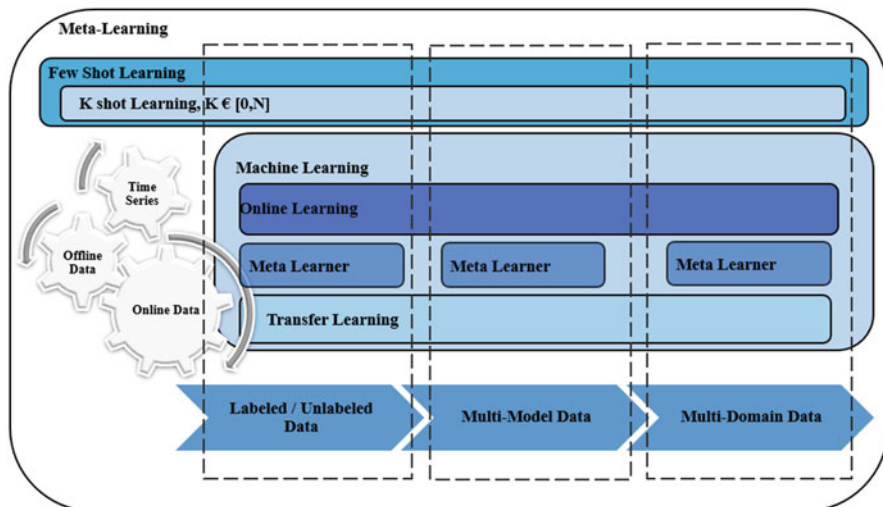 Meta-Learning
Few Shot Learning
K shot Learning, K € [0,N]
Machine Learning
Time
Series
Online Learning
Offline
Data
Meta Learner
Meta Learner
Meta Learner
Online Data
Transfer Learning
Labeled / Unlabeled
Data
Multi-Model Data
Multi-Domain Data